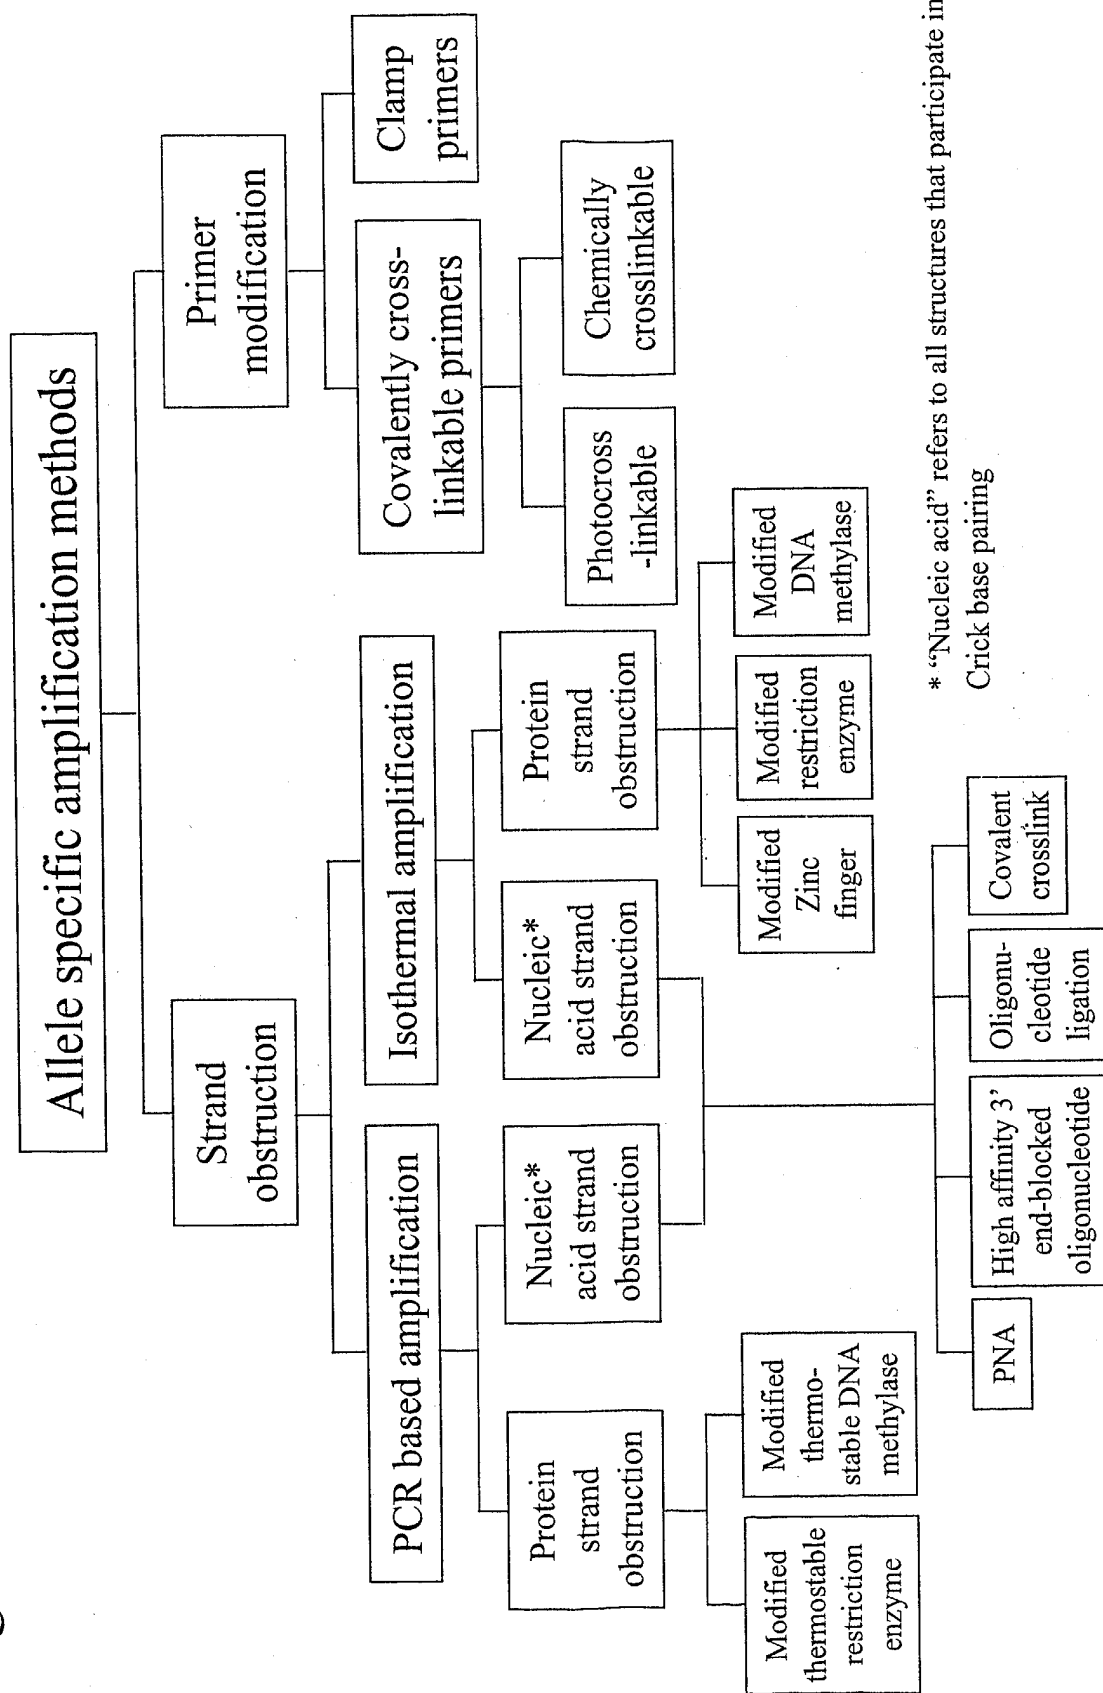 Allele specific amplification methods
Strand
obstruction
Primer
modification
PCR based amplification
Isothermal amplification
Covalently cross-
linkable primers
Clamp
primers
Protein
strand
obstruction
Nucleic*
acid strand
obstruction
Nucleic*
acid strand
obstruction
Protein
strand
obstruction
Photocross
-linkable
Chemically
crosslinkable
Modified
thermostable
restriction
enzyme
Modified
thermo-
stable DNA
methylase
Modified
Zinc
finger
Modified
restriction
enzyme
Modified
DNA
methylase
PNA
High affinity 3’
end-blocked
oligonucleotide
Oligonu-
cleotide
ligation
Covalent
crosslink
* “Nucleic acid” refers to all structures that participate in
Crick base pairing